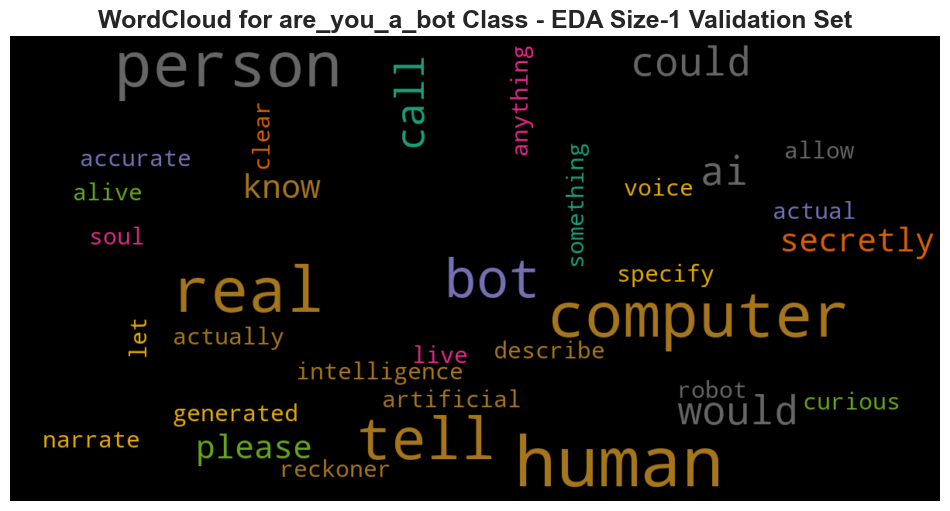 WordCloud for are_you_a_bot Class - EDA Size-1 Validation Set
person
call
anything
could
clear
accurate
alive
know
something
voice
ai
allow
soul
actual
secretly
real
bot
specify
computer
let
actually
live
describe
intelligence
artificial
robot
would
curious
generated
narrate
please
tell
reckoner
human